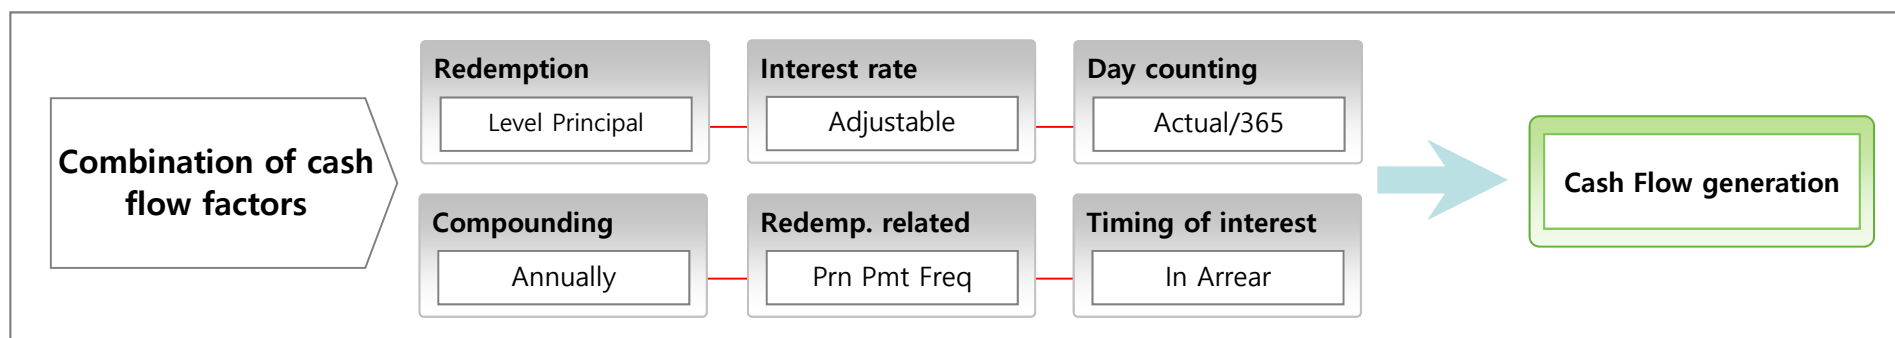 Combination of cash
flow factors
Redemption
Level Principal
Interest rate
Adjustable
Day counting
Actual/365
Compounding
Annually
Redemp. related
Prn Pmt Freq
Timing of interest
In Arrear
Cash Flow generation